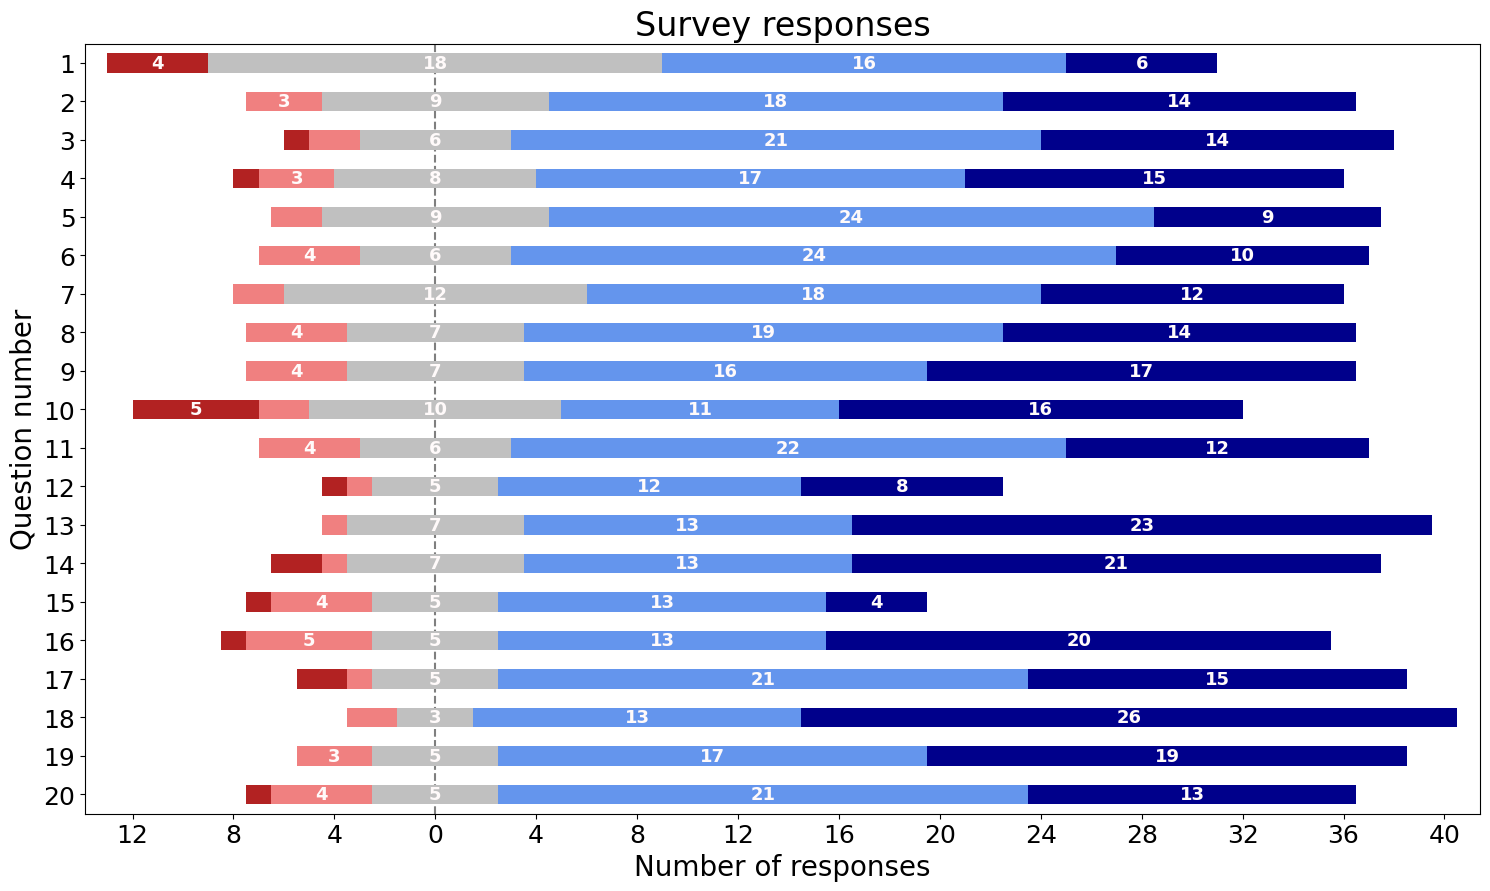 Survey responses
1 4 18 16 6
2 3 9 18 14
3 6 21 14
4 3 8 17 15
5 9 24 9
6 4 6 24 10
7 12 18 12
8 4 7 19 14
9 4 7 16 17
10 5 10 11 16
11 4 6 22 12
12 5 12 8
13 7 13 23
14 7 13 21
15 4 5 13 4
16 5 5 13 20
17 5 21 15
18 3 13 26
19 3 5 17 19
20 4 5 21 13
Question number
12 8 4 0 4 8 12 16 20 24 28 32 36 40
Number of responses